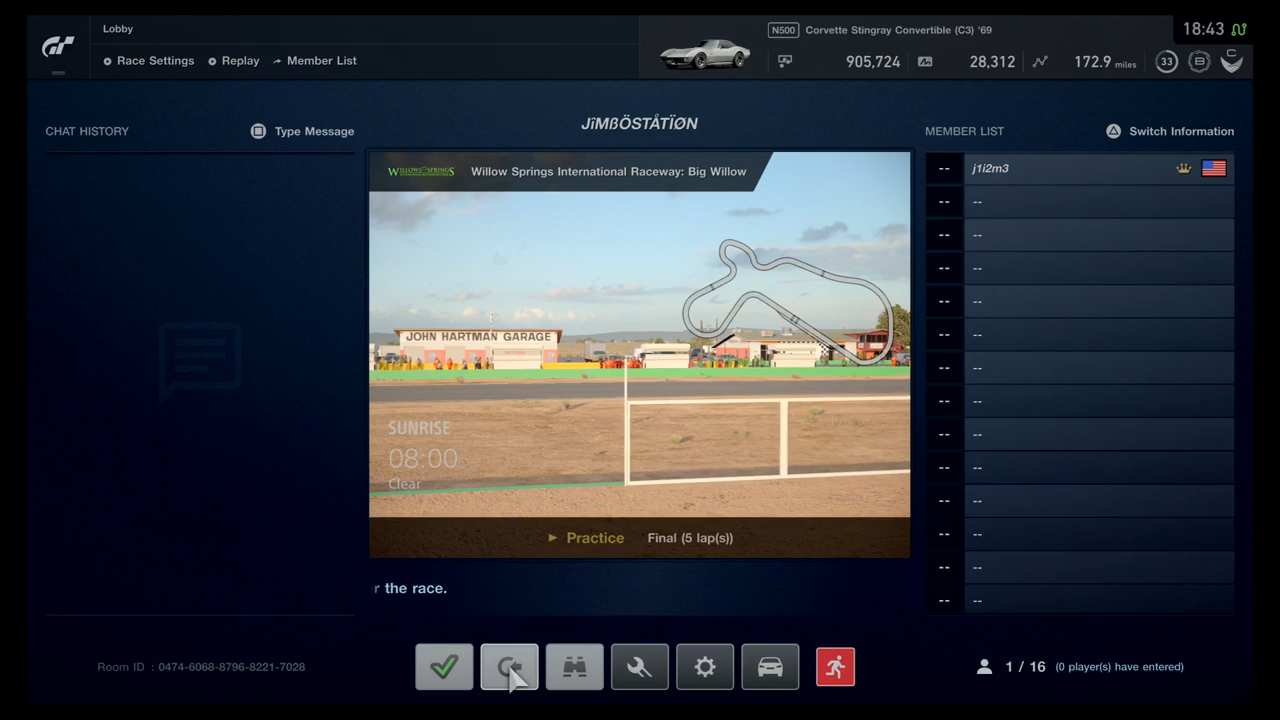 Lobby
Race Settings Replay Member List
N500 Corvette Stingray Convertible (C3) '69
905,724 28,312 172.9 miles 33 B C
18:43
CHAT HISTORY Type Message
JîMßÖSTÅTÏØN
MEMBER LIST Switch Information
WILLOW SPRINGS Willow Springs International Raceway: Big Willow
-- j1i2m3
-- --
-- --
-- --
-- --
-- --
-- --
-- --
-- --
-- --
-- --
-- --
-- --
-- --
JOHN HARTMAN GARAGE
SUNRISE
08:00
Clear
Practice Final (5 lap(s))
r the race.
Room ID : 0474-6068-8796-8221-7028
1 / 16 (0 player(s) have entered)